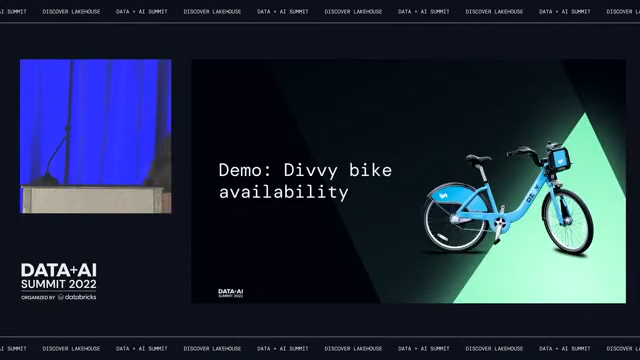 AI SUMMIT DISCOVER LAKEHOUSE DATA + AI SUMMIT DISCOVER LAKEHOUSE DATA + AI SUMMIT DISCOVER LAKEHOUSE DATA + AI SUMMIT DISCOVER LAKEHOUSE DATA + AI SUMMIT
Demo: Divvy bike
availability
DATA+AI
SUMMIT 2022
ORGANIZED BY databricks
DATA+AI
SUMMIT 2022
AI SUMMIT DISCOVER LAKEHOUSE DATA + AI SUMMIT DISCOVER LAKEHOUSE DATA + AI SUMMIT DISCOVER LAKEHOUSE DATA + AI SUMMIT DISCOVER LAKEHOUSE DATA + AI SUMMIT